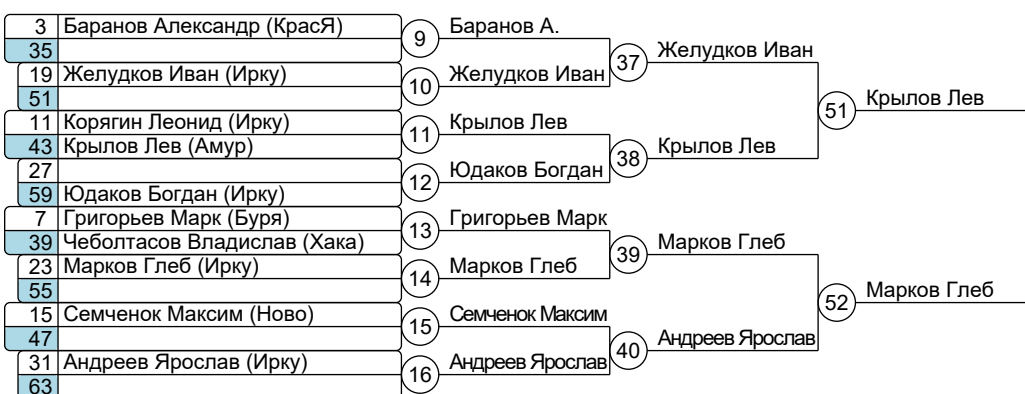 3 Баранов Александр (КрасЯ) 9 Баранов А.
35 37 Желудков Иван
19 Желудков Иван (Ирку) 10 Желудков Иван
51 51 Крылов Лев
11 Корягин Леонид (Ирку) 11 Крылов Лев
43 Крылов Лев (Амур) 38 Крылов Лев
27 12 Юдаков Богдан
59 Юдаков Богдан (Ирку)
7 Григорьев Марк (Буря) 13 Григорьев Марк
39 Чеболтасов Владислав (Хака) 39 Марков Глеб
23 Марков Глеб (Ирку) 14 Марков Глеб
55 52 Марков Глеб
15 Семченок Максим (Ново) 15 Семченок Максим
47 40 Андреев Ярослав
31 Андреев Ярослав (Ирку) 16 Андреев Ярослав
63